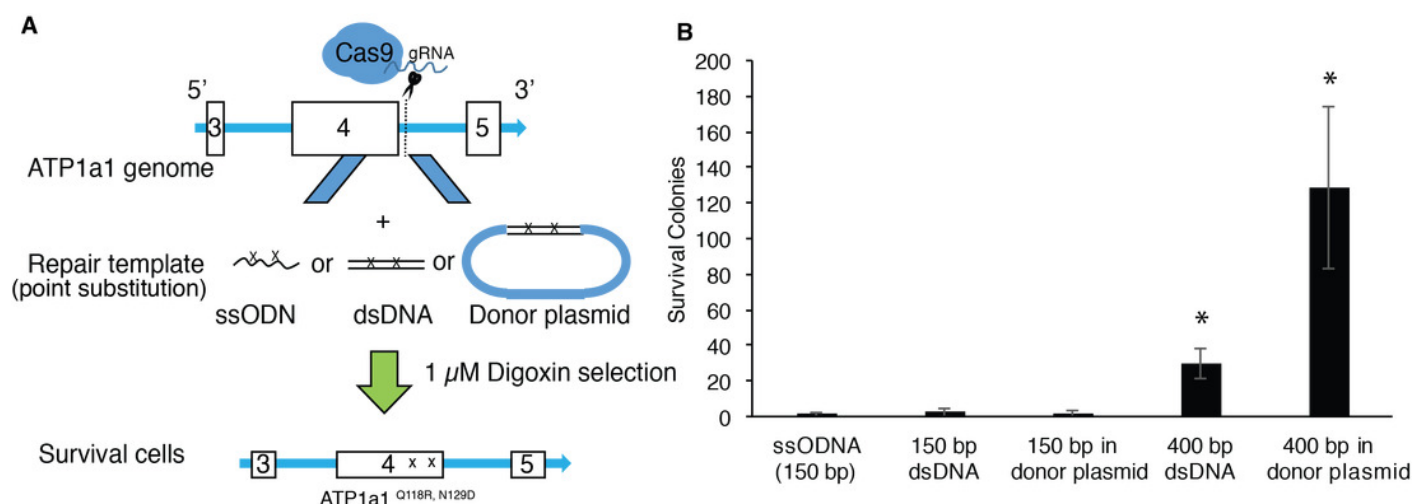 A
Cas9
gRNA
5’
3’
3
4
5
ATP1a1 genome
+
x x
x x
x x
Repair template
(point substitution)
or
or
ssODN
dsDNA
Donor plasmid
1 µM Digoxin selection
Survival cells
3
4 x x
5
ATP1a1 Q118R, N129D
B
Survival Colonies
200
180
160
140
120
100
80
60
40
20
0
*
*
ssODNA
(150 bp)
150 bp
dsDNA
150 bp in
donor plasmid
400 bp
dsDNA
400 bp in
donor plasmid